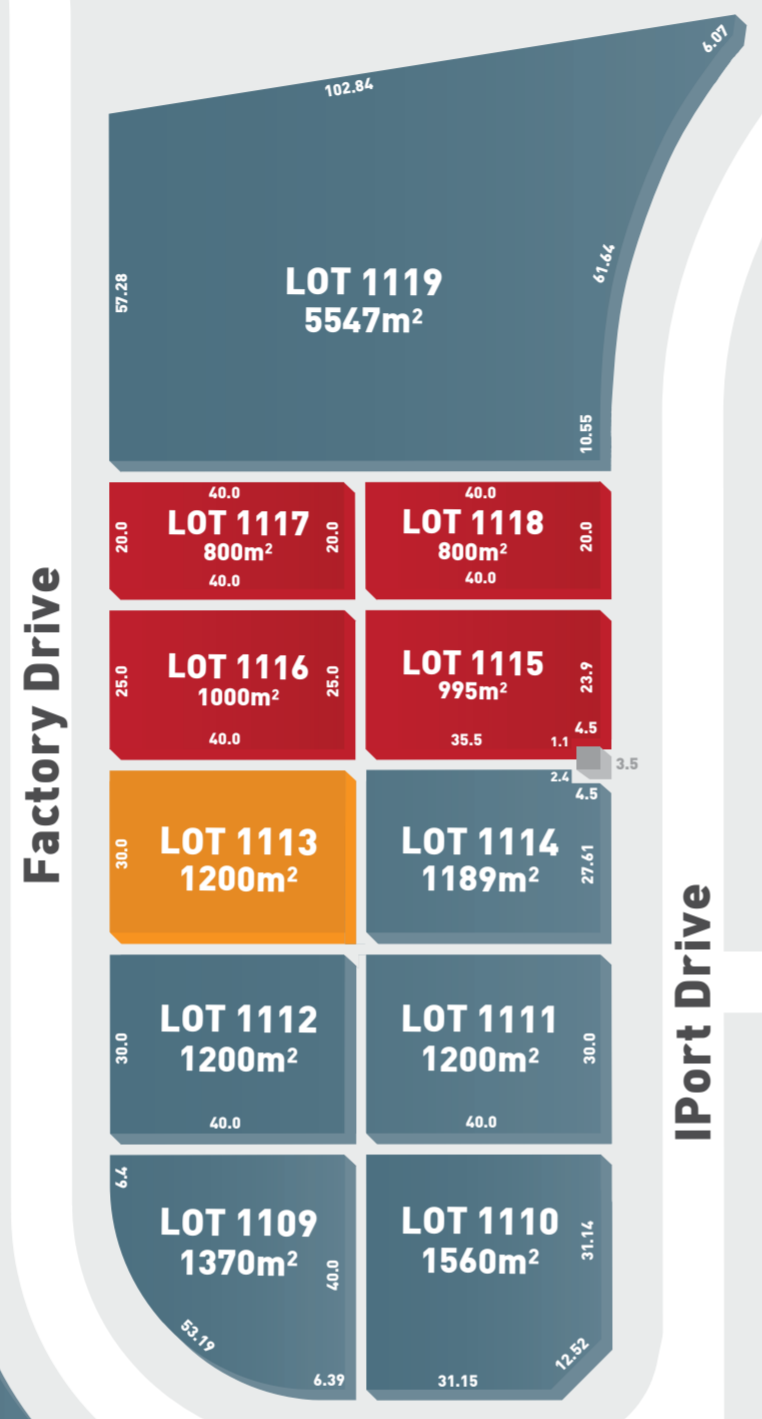 6.07
102.84
57.28
LOT 1119
5547m²
61.64
10.55
40.0
20.0
LOT 1117
800m²
20.0
40.0
40.0
LOT 1118
800m²
20.0
40.0
25.0
LOT 1116
1000m²
25.0
40.0
LOT 1115
995m²
23.9
35.5
1.1
4.5
3.5
2.4
4.5
30.0
LOT 1113
1200m²
LOT 1114
1189m²
27.61
Factory Drive
IPort Drive
30.0
LOT 1112
1200m²
40.0
LOT 1111
1200m²
30.0
40.0
6.4
LOT 1109
1370m²
40.0
53.19
6.39
LOT 1110
1560m²
31.14
12.52
31.15